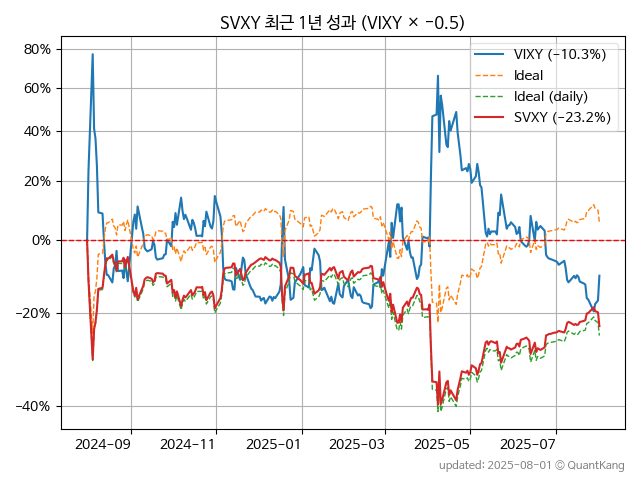 SVXY 최근 1년 성과 (VIXY × −0.5)
80%
60%
40%
20%
0%
−20%
−40%
VIXY (−10.3%)
Ideal
Ideal (daily)
SVXY (−23.2%)
2024−09
2024−11
2025−01
2025−03
2025−05
2025−07
updated: 2025-08-01 © QuantKang